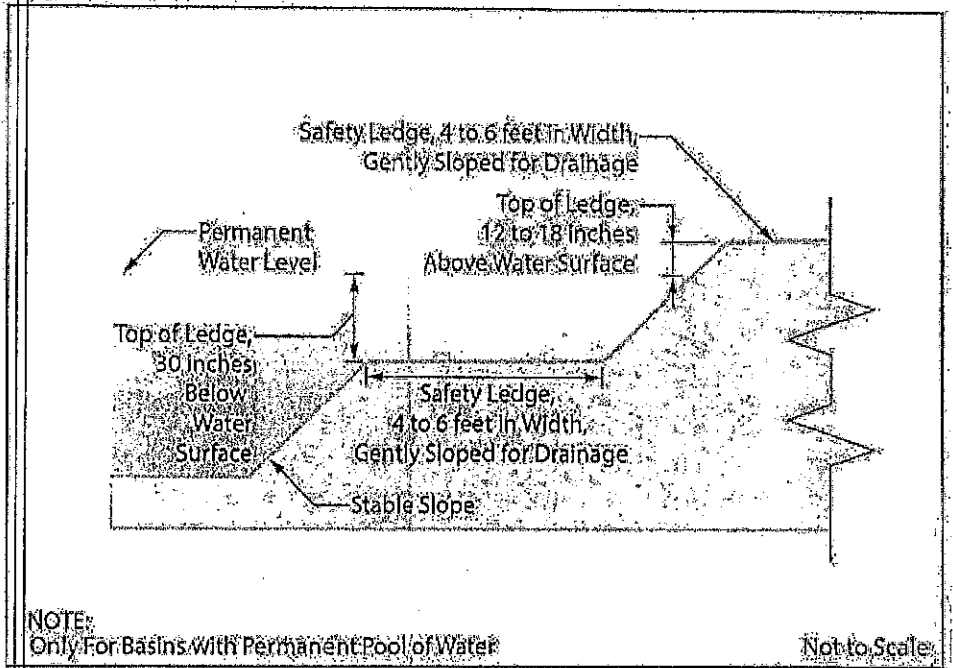 Safety Ledge, 4 to 6 feet in Width,
Gently Sloped for Drainage
Top of Ledge,
12 to 18 Inches
Above Water Surface
Permanent
Water Level
Top of Ledge,
30 Inches
Below
Water
Surface
Safety Ledge,
4 to 6 feet in Width,
Gently Sloped for Drainage
Stable Slope
NOTE:
Only For Basins with Permanent Pool of Water
Not to Scale